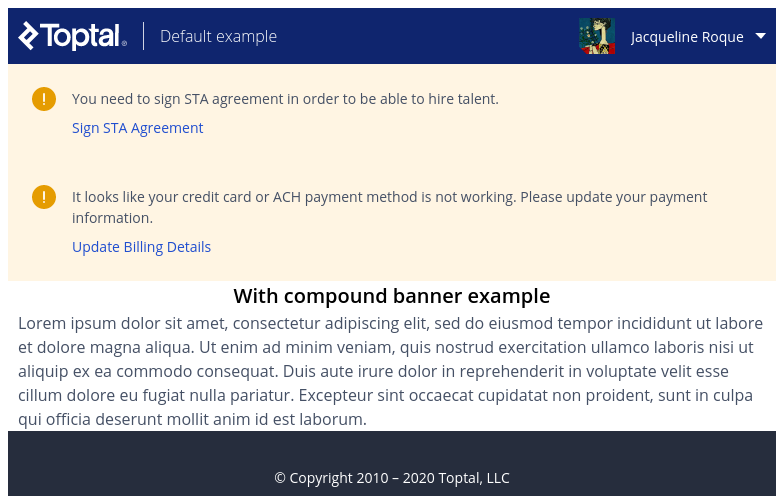 Toptal®
Default example
Jacqueline Roque
You need to sign STA agreement in order to be able to hire talent.
Sign STA Agreement
It looks like your credit card or ACH payment method is not working. Please update your payment
information.
Update Billing Details
With compound banner example
Lorem ipsum dolor sit amet, consectetur adipiscing elit, sed do eiusmod tempor incididunt ut labore
et dolore magna aliqua. Ut enim ad minim veniam, quis nostrud exercitation ullamco laboris nisi ut
aliquip ex ea commodo consequat. Duis aute irure dolor in reprehenderit in voluptate velit esse
cillum dolore eu fugiat nulla pariatur. Excepteur sint occaecat cupidatat non proident, sunt in culpa
qui officia deserunt mollit anim id est laborum.
© Copyright 2010 – 2020 Toptal, LLC